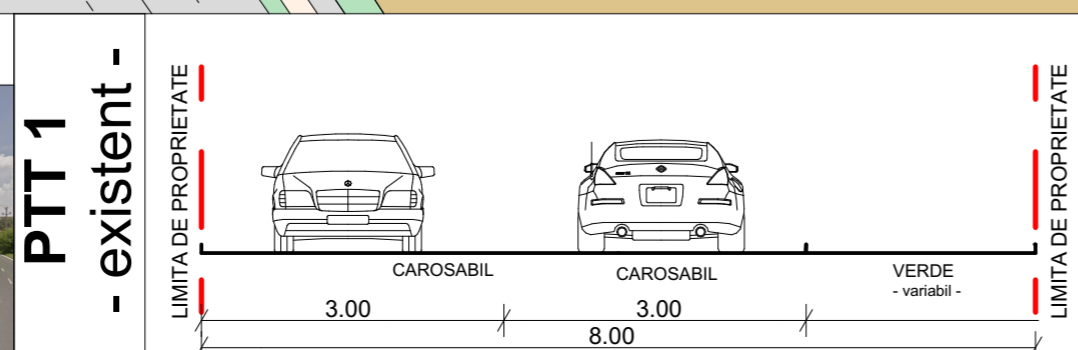 PTT 1
- existent -
LIMITA DE PROPRIETATE
CAROSABIL
CAROSABIL
VERDE
- variabil -
LIMITA DE PROPRIETATE
3.00
3.00
8.00